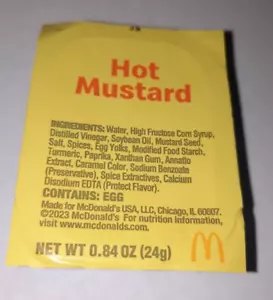 Hot
Mustard
INGREDIENTS: Water, High Fructose Corn Syrup,
Distilled Vinegar, Soybean Oil, Mustard Seed,
Salt, Spices, Egg Yolks, Modified Food Starch,
Turmeric, Paprika, Xanthan Gum, Annatto
Extract, Caramel Color, Sodium Benzoate
(Preservative), Spice Extractives, Calcium
Disodium EDTA (Protect Flavor).
CONTAINS: EGG
Made for McDonald's USA, LLC, Chicago, IL 60607.
©2023 McDonald's For nutrition information,
visit www.mcdonalds.com.
NET WT 0.84 OZ (24g)